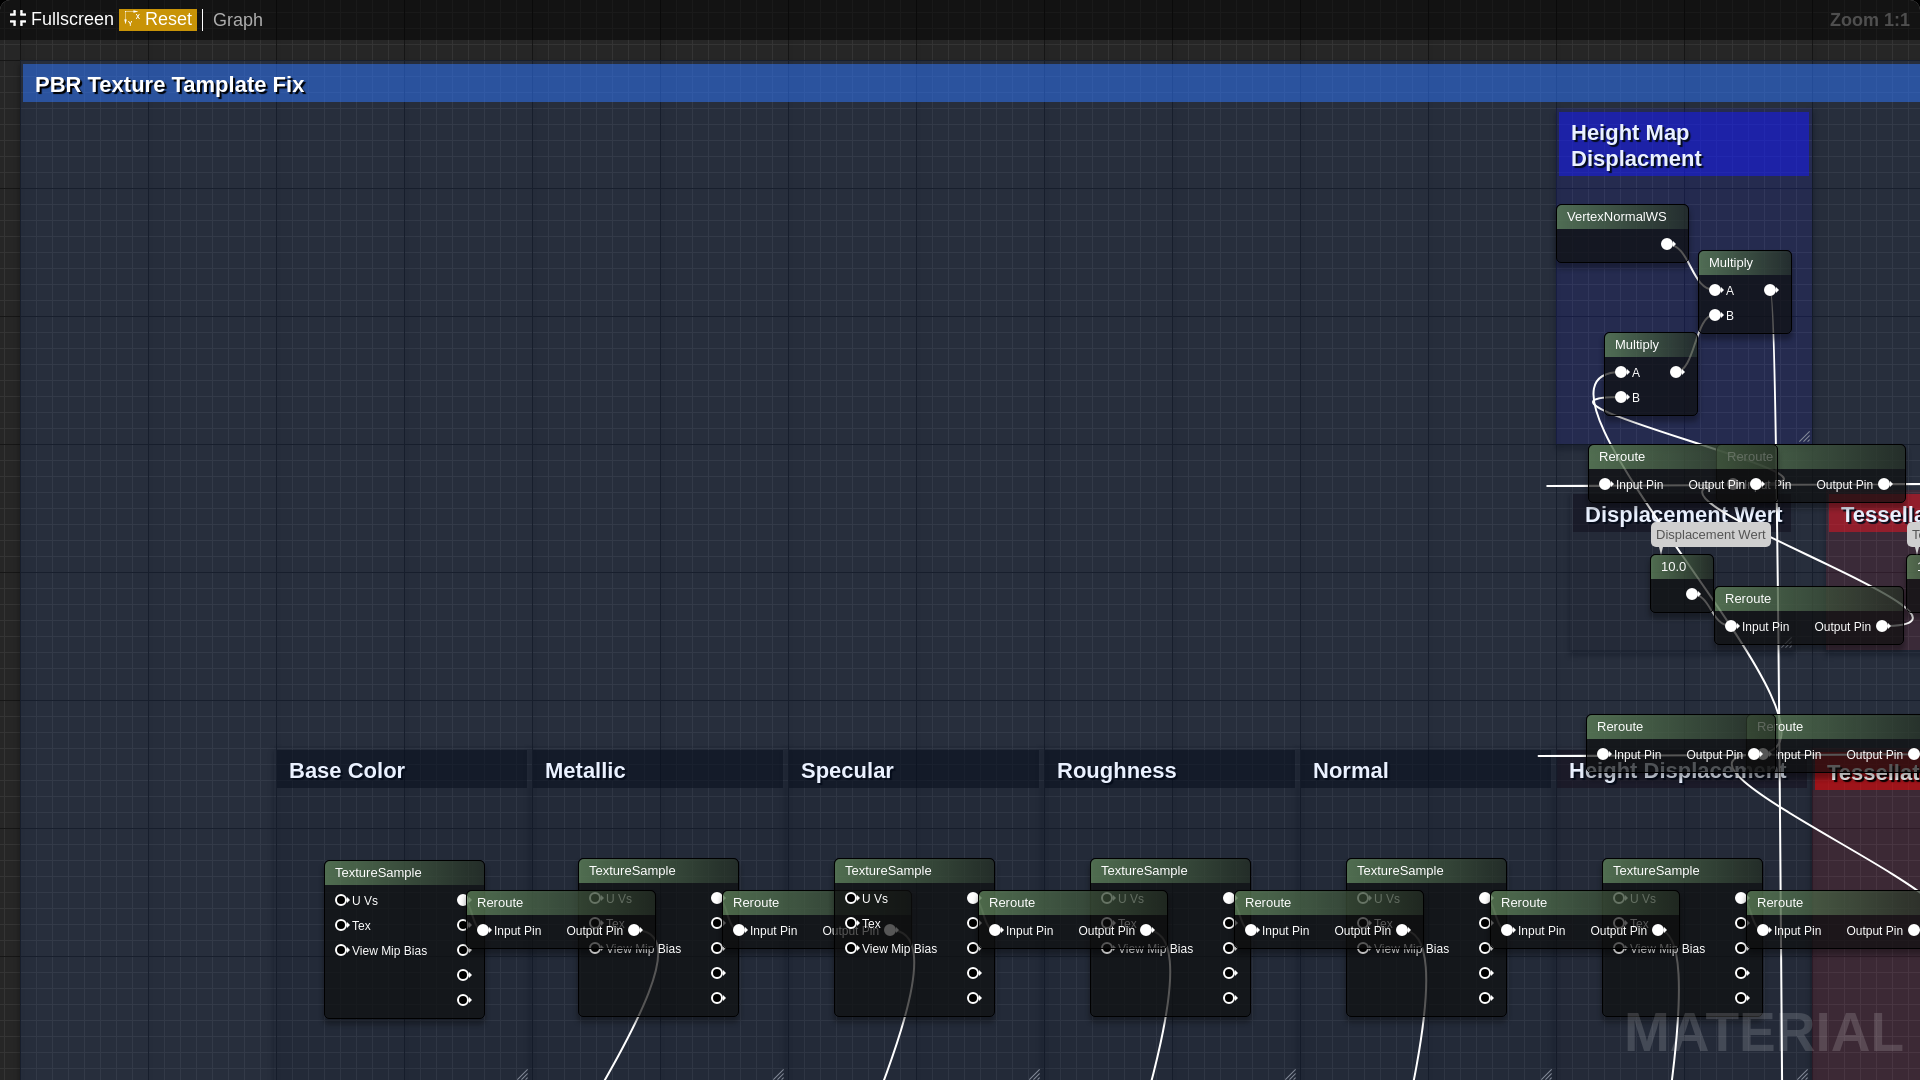 Fullscreen Reset Graph
Zoom 1:1
PBR Texture Tamplate Fix
Height Map
Displacment
VertexNormalWS
Multiply
A
B
Multiply
A
B
Reroute
Reroute
Input Pin Output Pin
Pin Output Pin
Displacement Wert
Tessella
Displacement Wert
10.0
Reroute
Input Pin Output Pin
Reroute
Reroute
Input Pin Output Pin
Input Pin Output Pin
Base Color
Metallic
Specular
Roughness
Normal
Height Displacement
Tessellat
TextureSample
U Vs
Tex
View Mip Bias
Reroute
Input Pin Output Pin
TextureSample
U Vs
Tex
View Mip Bias
Reroute
Input Pin Output Pin
TextureSample
U Vs
Tex
View Mip Bias
Reroute
Input Pin Output Pin
TextureSample
U Vs
Tex
View Mip Bias
Reroute
Input Pin Output Pin
TextureSample
U Vs
Tex
View Mip Bias
Reroute
Input Pin Output Pin
TextureSample
U Vs
Tex
View Mip Bias
Reroute
Input Pin Output Pin
MATERIAL